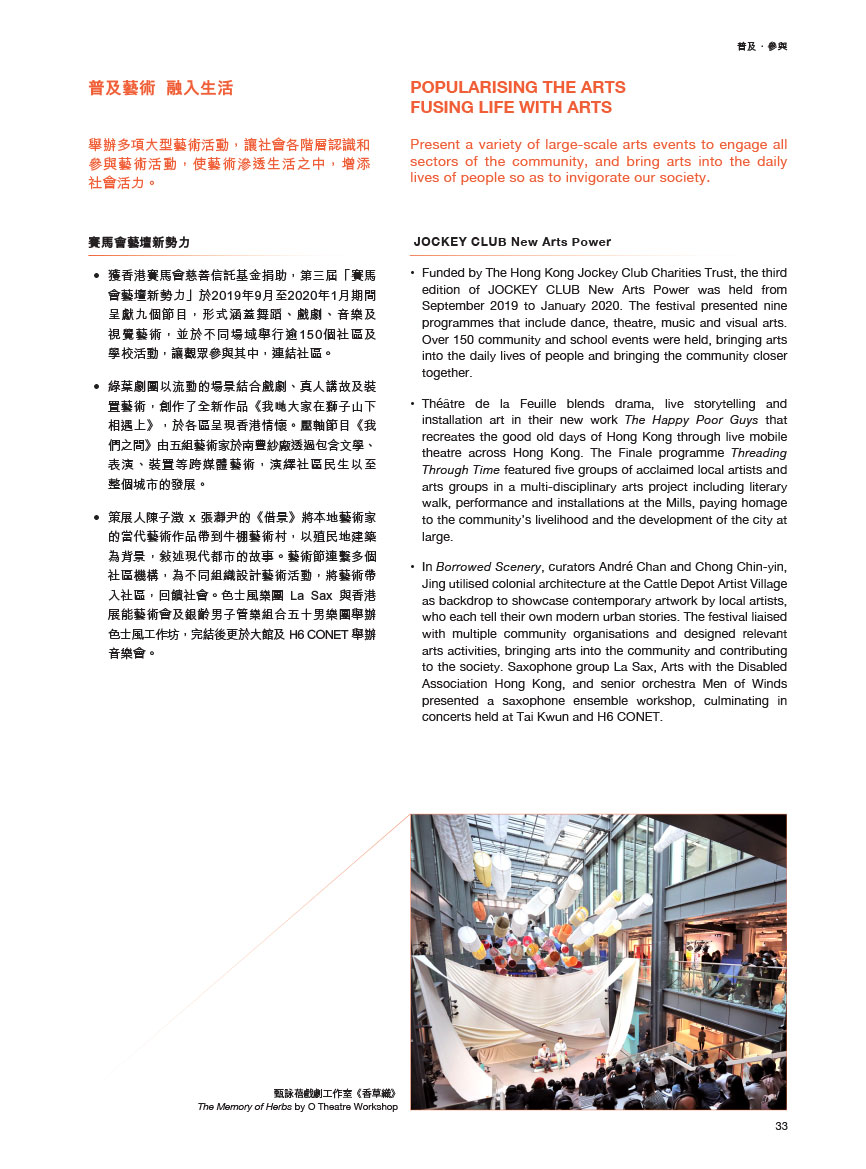 普及．參與
普及藝術 融入生活
舉辦多項大型藝術活動，讓社會各階層認識和
參與藝術活動，使藝術滲透生活之中，增添
社會活力。
賽馬會藝壇新勢力
• 獲香港賽馬會慈善信託基金捐助，第三屆「賽馬
會藝壇新勢力」於2019年9月至2020年1月期間
呈獻九個節目，形式涵蓋舞蹈、戲劇、音樂及
視覺藝術，並於不同場域舉行逾150個社區及
學校活動，讓觀眾參與其中，連結社區。
• 綠葉劇團以流動的場景結合戲劇、真人講故及裝
置藝術，創作了全新作品《我哋大家在獅子山下
相遇上》，於各區呈現香港情懷。壓軸節目《我
們之間》由五組藝術家於南豐紗廠透過包含文學、
表演、裝置等跨媒體藝術，演繹社區民生以至
整個城市的發展。
• 策展人陳子澂 x 張瀞尹的《借景》將本地藝術家
的當代藝術作品帶到牛棚藝術村，以殖民地建築
為背景，敍述現代都市的故事。藝術節連繫多個
社區機構，為不同組織設計藝術活動，將藝術帶
入社區，回饋社會。色士風樂團 La Sax 與香港
展能藝術會及銀齡男子管樂組合五十男樂團舉辦
色士風工作坊，完結後更於大館及 H6 CONET 舉辦
音樂會。
POPULARISING THE ARTS
FUSING LIFE WITH ARTS
Present a variety of large-scale arts events to engage all
sectors of the community, and bring arts into the daily
lives of people so as to invigorate our society.
JOCKEY CLUB New Arts Power
• Funded by The Hong Kong Jockey Club Charities Trust, the third
edition of JOCKEY CLUB New Arts Power was held from
September 2019 to January 2020. The festival presented nine
programmes that include dance, theatre, music and visual arts.
Over 150 community and school events were held, bringing arts
into the daily lives of people and bringing the community closer
together.
• Théâtre de la Feuille blends drama, live storytelling and
installation art in their new work The Happy Poor Guys that
recreates the good old days of Hong Kong through live mobile
theatre across Hong Kong. The Finale programme Threading
Through Time featured five groups of acclaimed local artists and
arts groups in a multi-disciplinary arts project including literary
walk, performance and installations at the Mills, paying homage
to the community's livelihood and the development of the city at
large.
• In Borrowed Scenery, curators André Chan and Chong Chin-yin,
Jing utilised colonial architecture at the Cattle Depot Artist Village
as backdrop to showcase contemporary artwork by local artists,
who each tell their own modern urban stories. The festival liaised
with multiple community organisations and designed relevant
arts activities, bringing arts into the community and contributing
to the society. Saxophone group La Sax, Arts with the Disabled
Association Hong Kong, and senior orchestra Men of Winds
presented a saxophone ensemble workshop, culminating in
concerts held at Tai Kwun and H6 CONET.
甄詠蓓戲劇工作室《香草織》
The Memory of Herbs by O Theatre Workshop
33